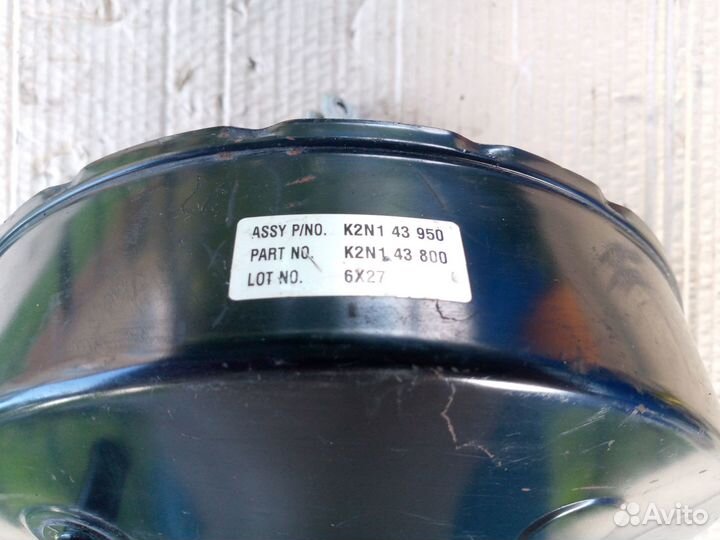 ASSY P/NO. K2N1 43 950
PART NO. K2N1 43 800
LOT NO. 6X27
Avito